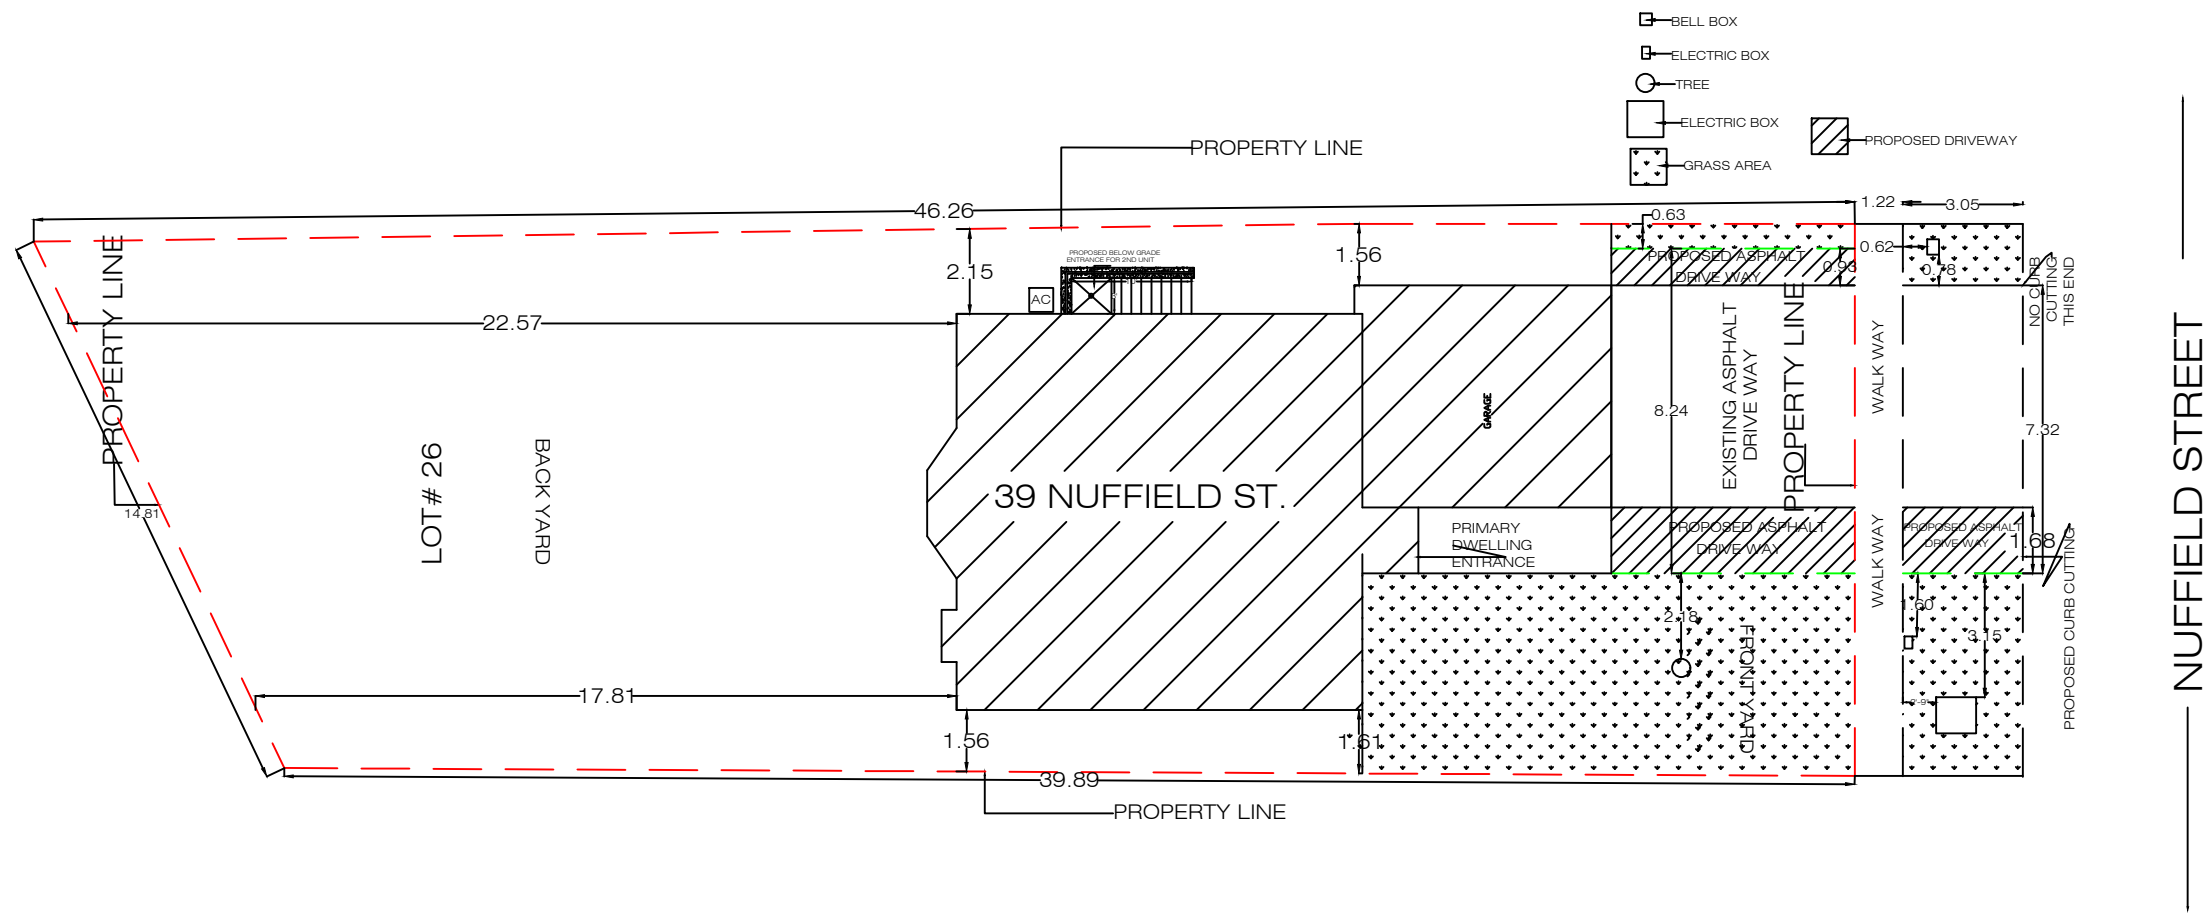 BELL BOX
ELECTRIC BOX
TREE
ELECTRIC BOX
PROPOSED DRIVEWAY
GRASS AREA
PROPERTY LINE
46.26
1.22
3.05
0.63
2.15
PROPOSED BELOW GRADE
ENTRANCE FOR 2ND UNIT
1.56
PROPOSED ASPHALT
DRIVE WAY
0.93
0.62
0.78
NO CURB
CUTTING
THIS END
AC
22.57
PROPERTY LINE
14.81
LOT# 26
BACK YARD
39 NUFFIELD ST.
GARAGE
8.24
EXISTING ASPHALT
DRIVE WAY
PROPERTY LINE
WALK WAY
7.32
NUFFIELD STREET
PRIMARY
DWELLING
ENTRANCE
PROPOSED ASPHALT
DRIVE WAY
WALK WAY
PROPOSED ASPHALT
DRIVE WAY
1.68
PROPOSED CURB CUTTING
1.60
3.15
2.18
FRONT YARD
17.81
1.56
1.61
39.89
PROPERTY LINE